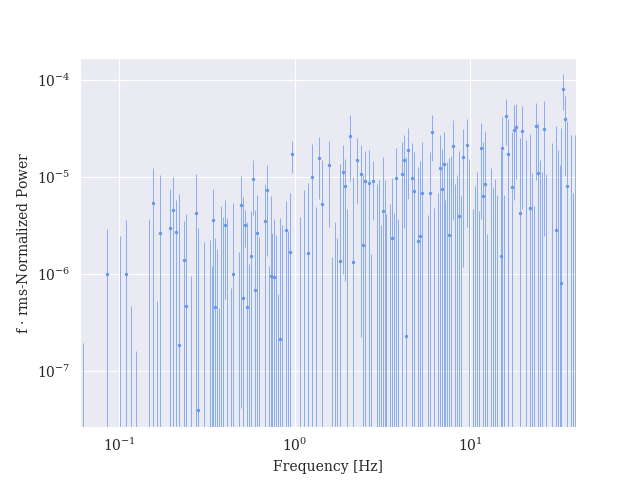 10⁻⁴
10⁻⁵
10⁻⁶
10⁻⁷
f · rms-Normalized Power
10⁻¹ 10⁰ 10¹
Frequency [Hz]